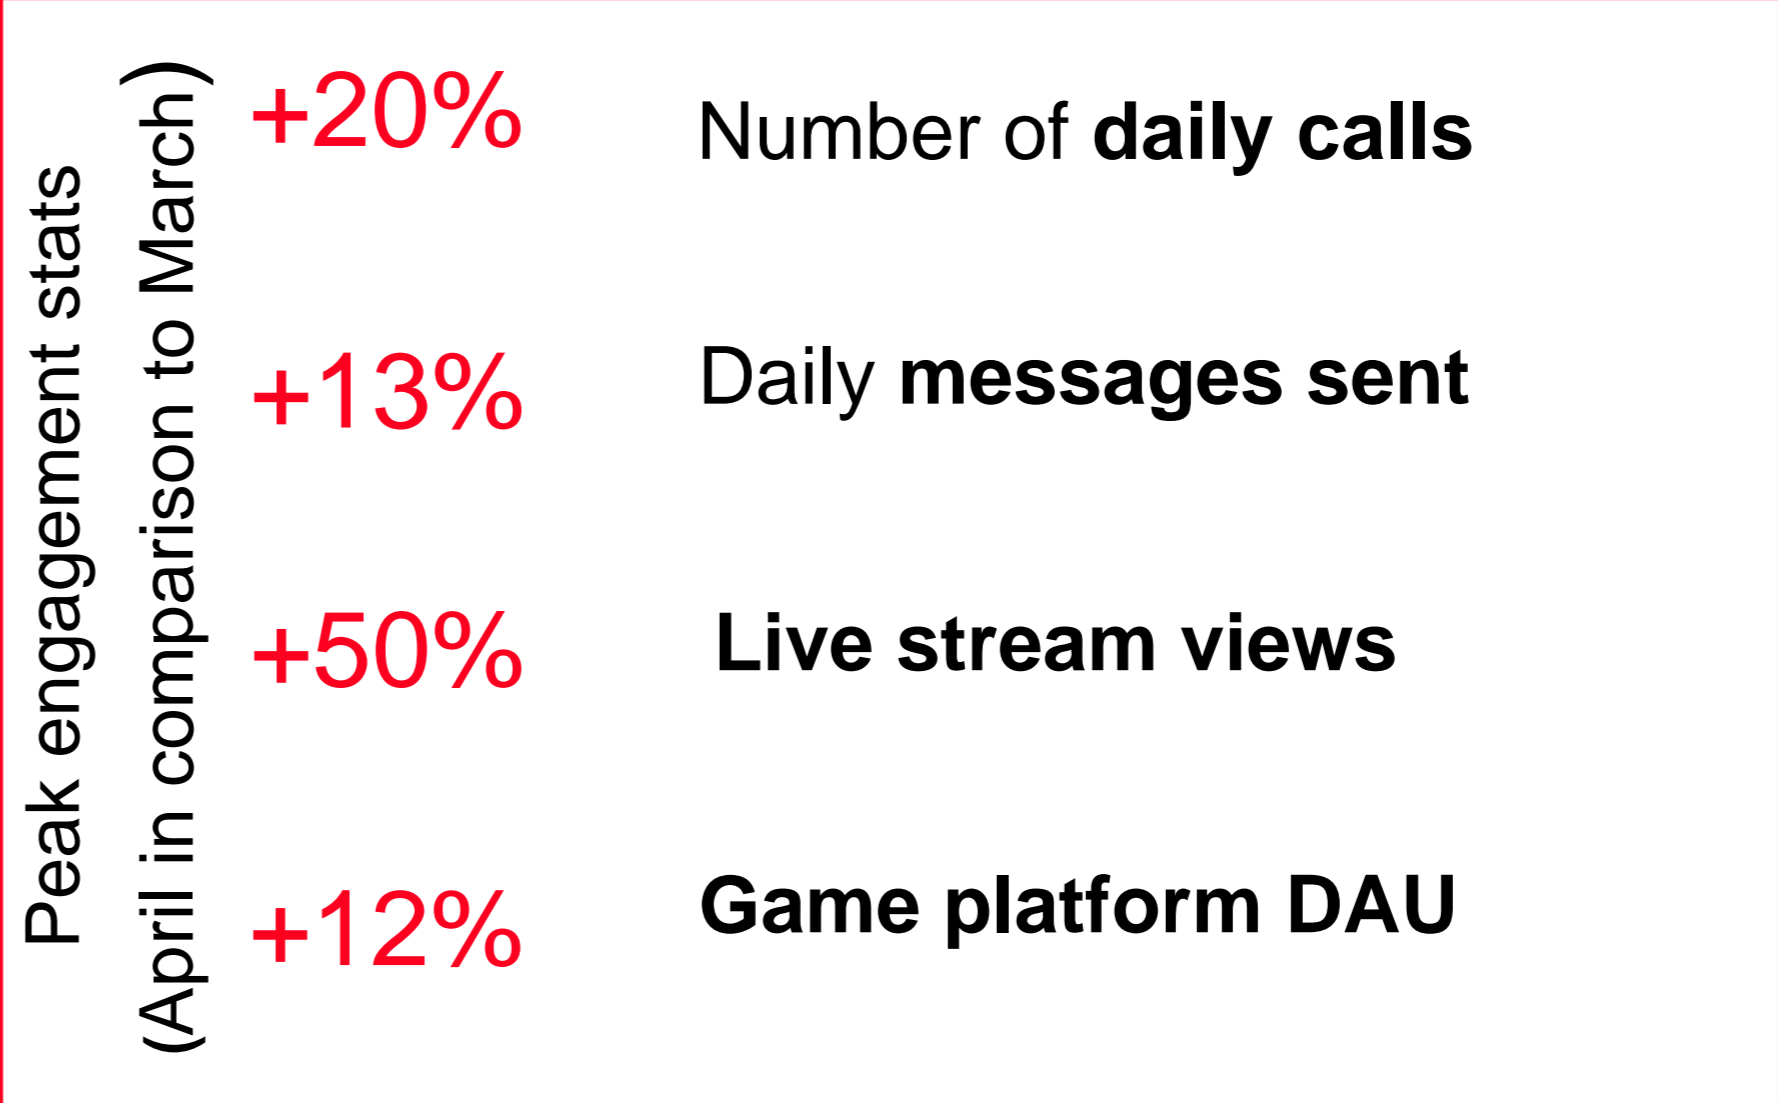 Peak engagement stats
(April in comparison to March)
+20%
Number of daily calls
+13%
Daily messages sent
+50%
Live stream views
+12%
Game platform DAU